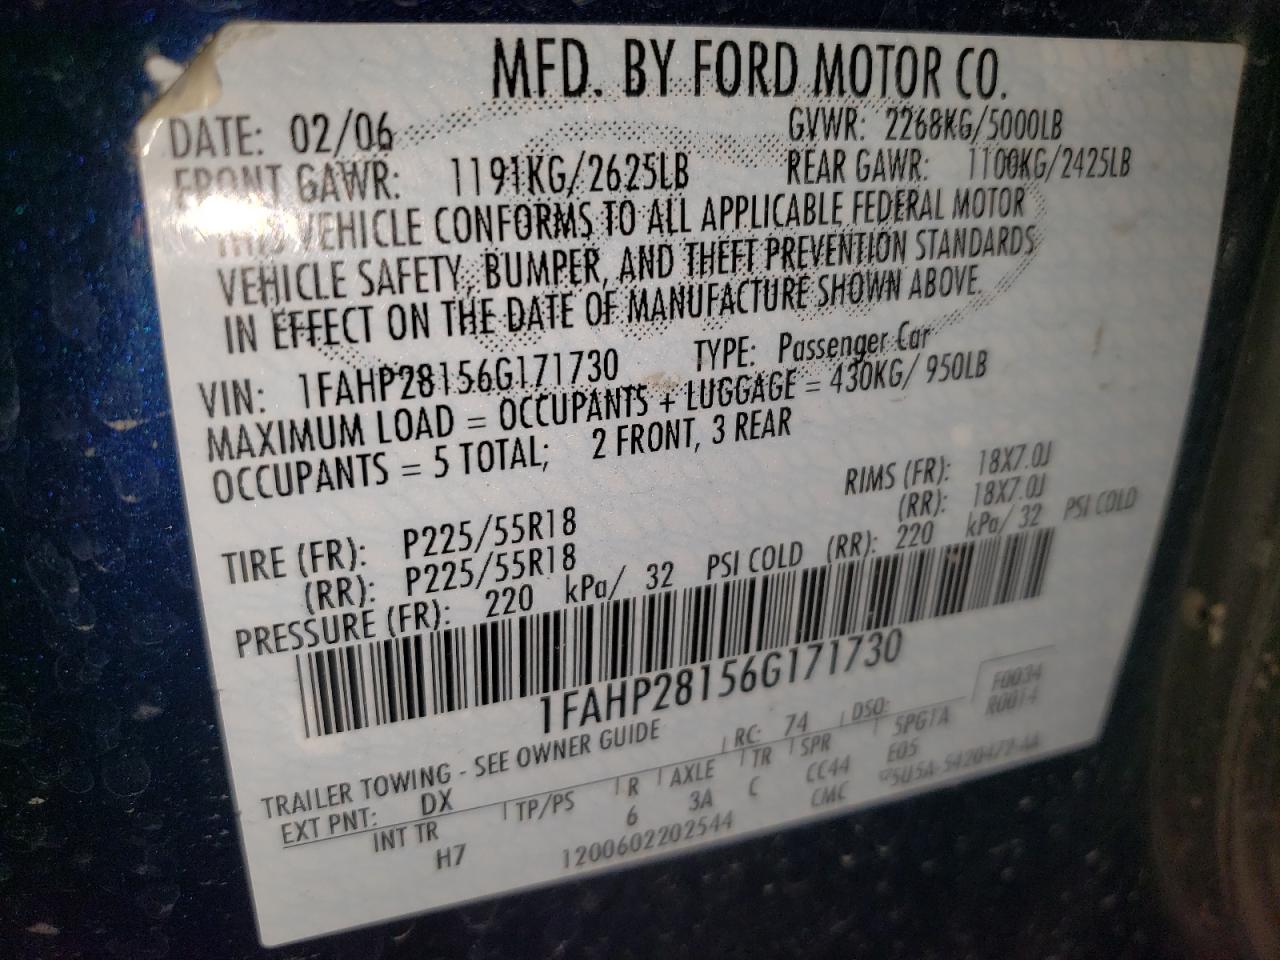 MFD. BY FORD MOTOR CO.
DATE: 02/06 GVWR: 2268KG/5000LB
FRONT GAWR: 1191KG/2625LB REAR GAWR: 1100KG/2425LB
THIS VEHICLE CONFORMS TO ALL APPLICABLE FEDERAL MOTOR
VEHICLE SAFETY, BUMPER, AND THEFT PREVENTION STANDARDS
IN EFFECT ON THE DATE OF MANUFACTURE SHOWN ABOVE.
VIN: 1FAHP28156G171730 TYPE: Passenger Car
MAXIMUM LOAD = OCCUPANTS + LUGGAGE = 430KG/ 950LB
OCCUPANTS = 5 TOTAL; 2 FRONT, 3 REAR
TIRE (FR): P225/55R18 RIMS (FR): 18X7.0J
(RR): P225/55R18 (RR): 18X7.0J
PRESSURE (FR): 220 kPa/ 32 PSI COLD (RR): 220 kPa/ 32 PSI COLD
1FAHP28156G171730
TRAILER TOWING - SEE OWNER GUIDE
F0034
R0014
EXT PNT: DX RC: 74 DSO:
INT TR TP/PS R AXLE TR SPR 5PGTA
H7 6 3A C CC44 E05
1200602202544 CMC